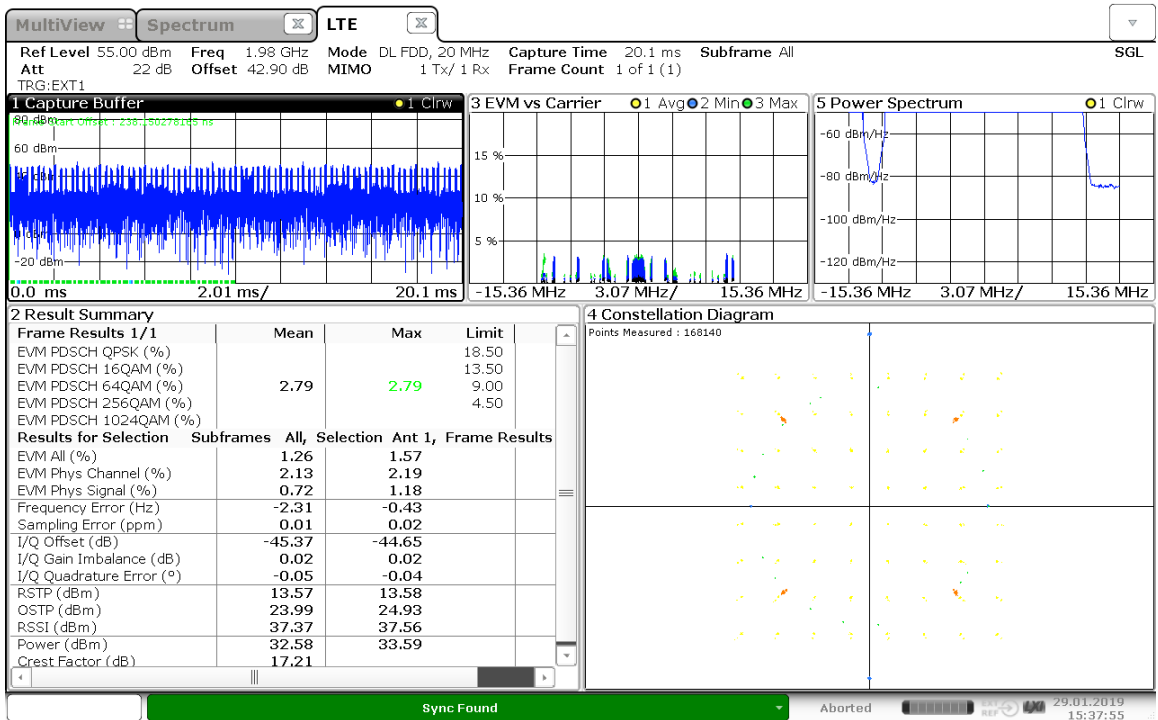 MultiView Spectrum LTE
Ref Level 55.00 dBm Freq 1.98 GHz Mode DL FDD, 20 MHz Capture Time 20.1 ms Subframe All SGL
Att 22 dB Offset 42.90 dB MIMO 1 Tx/ 1 Rx Frame Count 1 of 1 (1)
TRG:EXT1
1 Capture Buffer 1 Clrw
60 dBm
-20 dBm
0.0 ms 2.01 ms/ 20.1 ms
3 EVM vs Carrier 1 Avg 2 Min 3 Max
15 %
10 %
5 %
-15.36 MHz 3.07 MHz/ 15.36 MHz
5 Power Spectrum 1 Clrw
-60 dBm/Hz
-80 dBm/Hz
-100 dBm/Hz
-120 dBm/Hz
-15.36 MHz 3.07 MHz/ 15.36 MHz
2 Result Summary
Frame Results 1/1 Mean Max Limit
EVM PDSCH QPSK (%) 18.50
EVM PDSCH 16QAM (%) 13.50
EVM PDSCH 64QAM (%) 2.79 2.79 9.00
EVM PDSCH 256QAM (%) 4.50
EVM PDSCH 1024QAM (%)
Results for Selection Subframes All, Selection Ant 1, Frame Results
EVM All (%) 1.26 1.57
EVM Phys Channel (%) 2.13 2.19
EVM Phys Signal (%) 0.72 1.18
Frequency Error (Hz) -2.31 -0.43
Sampling Error (ppm) 0.01 0.02
I/Q Offset (dB) -45.37 -44.65
I/Q Gain Imbalance (dB) 0.02 0.02
I/Q Quadrature Error (º) -0.05 -0.04
RSTP (dBm) 13.57 13.58
OSTP (dBm) 23.99 24.93
RSSI (dBm) 37.37 37.56
Power (dBm) 32.58 33.59
Crest Factor (dB) 17.21
4 Constellation Diagram
Points Measured : 168140
Sync Found
Aborted
EXT
REF
LXI
29.01.2019
15:37:55